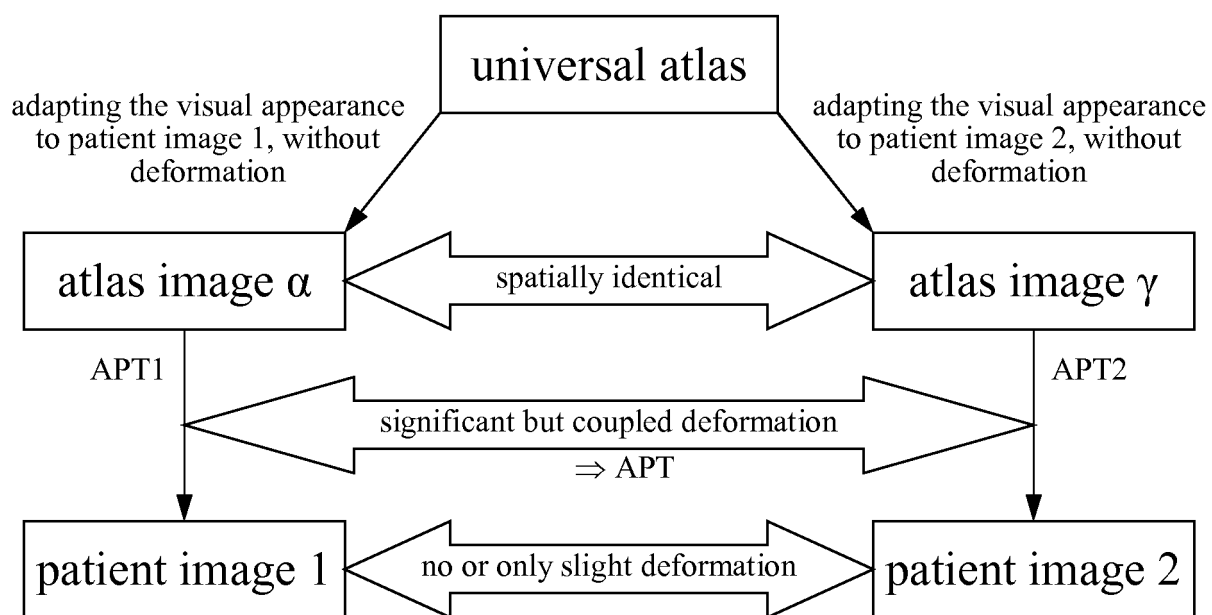 universal atlas
adapting the visual appearance
to patient image 1, without
deformation
adapting the visual appearance
to patient image 2, without
deformation
atlas image α
spatially identical
atlas image γ
APT1
APT2
significant but coupled deformation
⇒ APT
patient image 1
no or only slight deformation
patient image 2